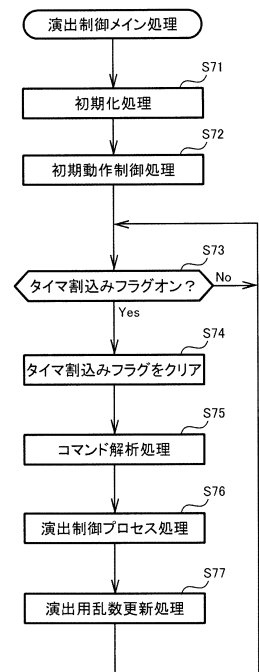 演出制御メイン処理
S71
初期化処理
S72
初期動作制御処理
S73
タイマ割込みフラグオン？
No
Yes
S74
タイマ割込みフラグをクリア
S75
コマンド解析処理
S76
演出制御プロセス処理
S77
演出用乱数更新処理